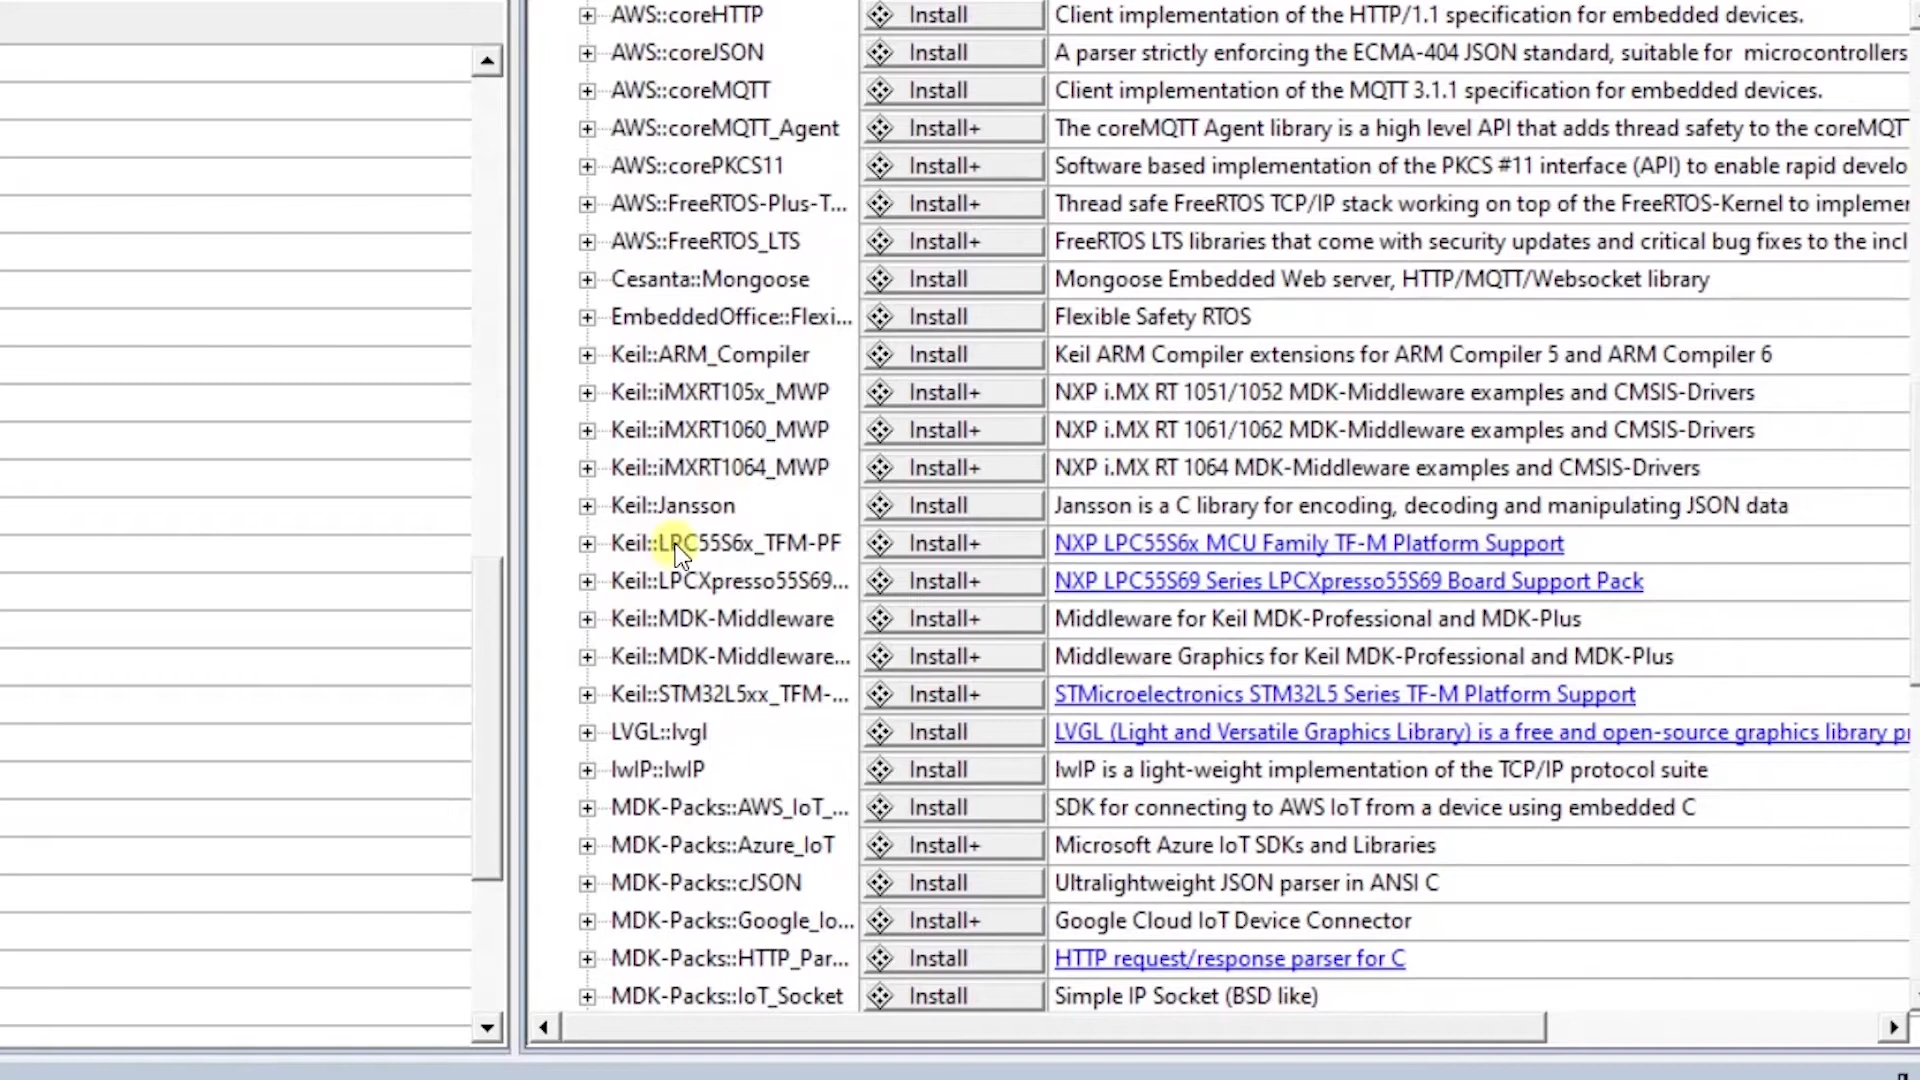 AWS::coreHTTP Install Client implementation of the HTTP/1.1 specification for embedded devices.
AWS::coreJSON Install A parser strictly enforcing the ECMA-404 JSON standard, suitable for microcontrollers
AWS::coreMQTT Install Client implementation of the MQTT 3.1.1 specification for embedded devices.
AWS::coreMQTT_Agent Install+ The coreMQTT Agent library is a high level API that adds thread safety to the coreMQT
AWS::corePKCS11 Install+ Software based implementation of the PKCS #11 interface (API) to enable rapid develo
AWS::FreeRTOS-Plus-T... Install+ Thread safe FreeRTOS TCP/IP stack working on top of the FreeRTOS-Kernel to implemer
AWS::FreeRTOS_LTS Install+ FreeRTOS LTS libraries that come with security updates and critical bug fixes to the incl
Cesanta::Mongoose Install Mongoose Embedded Web server, HTTP/MQTT/Websocket library
EmbeddedOffice::Flexi... Install Flexible Safety RTOS
Keil::ARM_Compiler Install Keil ARM Compiler extensions for ARM Compiler 5 and ARM Compiler 6
Keil::iMXRT105x_MWP Install+ NXP i.MX RT 1051/1052 MDK-Middleware examples and CMSIS-Drivers
Keil::iMXRT1060_MWP Install+ NXP i.MX RT 1061/1062 MDK-Middleware examples and CMSIS-Drivers
Keil::iMXRT1064_MWP Install+ NXP i.MX RT 1064 MDK-Middleware examples and CMSIS-Drivers
Keil::Jansson Install Jansson is a C library for encoding, decoding and manipulating JSON data
Keil::LPC55S6x_TFM-PF Install+ NXP LPC55S6x MCU Family TF-M Platform Support
Keil::LPCXpresso55S69... Install+ NXP LPC55S69 Series LPCXpresso55S69 Board Support Pack
Keil::MDK-Middleware Install+ Middleware for Keil MDK-Professional and MDK-Plus
Keil::MDK-Middleware... Install+ Middleware Graphics for Keil MDK-Professional and MDK-Plus
Keil::STM32L5xx_TFM-... Install+ STMicroelectronics STM32L5 Series TF-M Platform Support
LVGL::lvgl Install LVGL (Light and Versatile Graphics Library) is a free and open-source graphics library pr
lwIP::lwIP Install lwIP is a light-weight implementation of the TCP/IP protocol suite
MDK-Packs::AWS_IoT_... Install SDK for connecting to AWS IoT from a device using embedded C
MDK-Packs::Azure_IoT Install+ Microsoft Azure IoT SDKs and Libraries
MDK-Packs::cJSON Install Ultralightweight JSON parser in ANSI C
MDK-Packs::Google_Io... Install+ Google Cloud IoT Device Connector
MDK-Packs::HTTP_Par... Install HTTP request/response parser for C
MDK-Packs::IoT_Socket Install Simple IP Socket (BSD like)